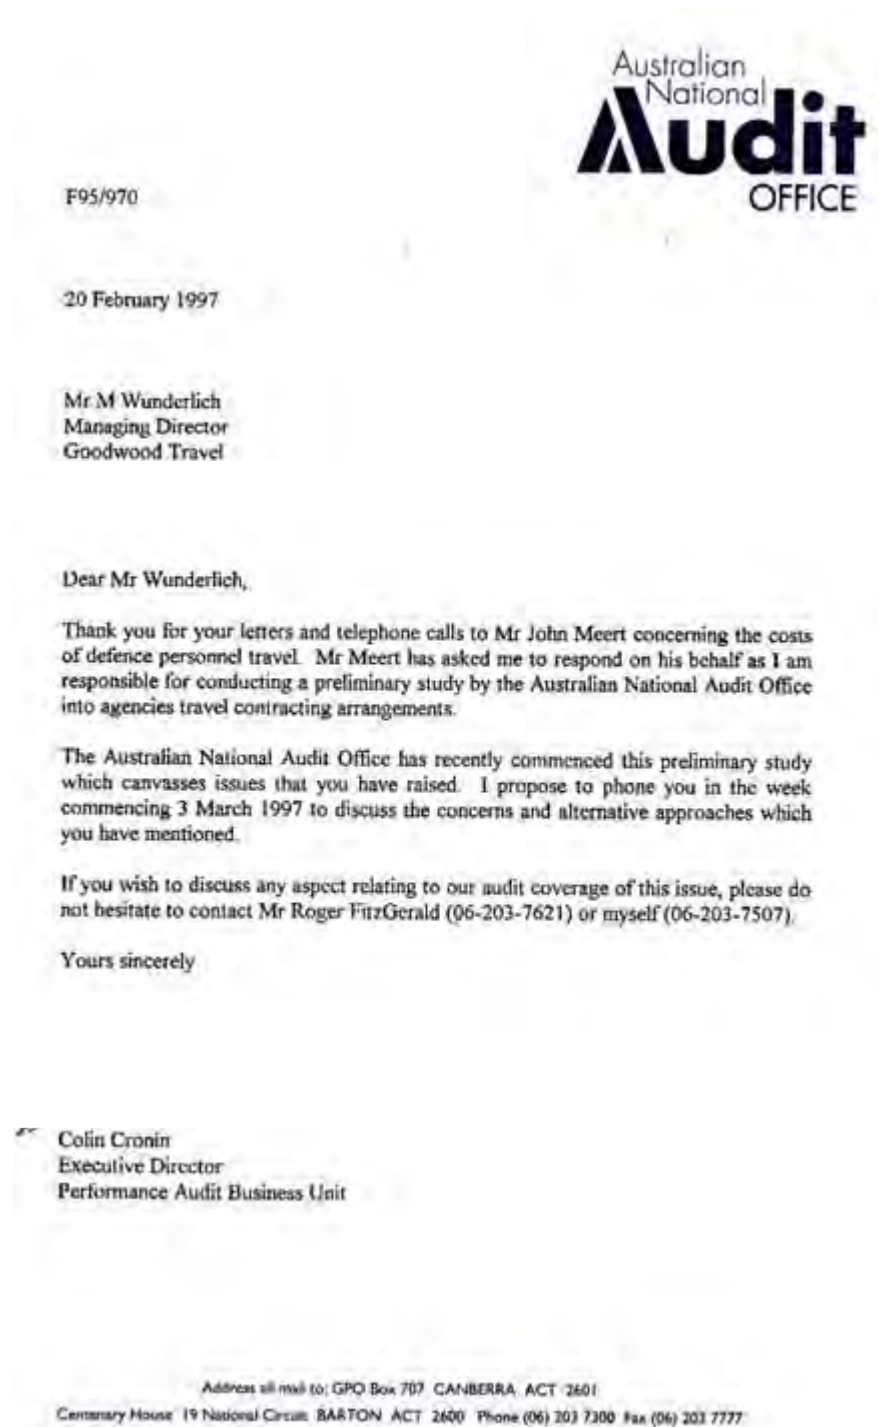 Australian
National
Audit
OFFICE
F95/970
20 February 1997
Mr M Wunderlich
Managing Director
Goodwood Travel
Dear Mr Wunderlich,
Thank you for your letters and telephone calls to Mr John Meert concerning the costs
of defence personnel travel. Mr Meert has asked me to respond on his behalf as I am
responsible for conducting a preliminary study by the Australian National Audit Office
into agencies travel contracting arrangements.
The Australian National Audit Office has recently commenced this preliminary study
which canvasses issues that you have raised. I propose to phone you in the week
commencing 3 March 1997 to discuss the concerns and alternative approaches which
you have mentioned.
If you wish to discuss any aspect relating to our audit coverage of this issue, please do
not hesitate to contact Mr Roger FitzGerald (06-203-7621) or myself (06-203-7507).
Yours sincerely
Colin Cronin
Executive Director
Performance Audit Business Unit
Address all mail to: GPO Box 707 CANBERRA ACT 2601
Centenary House 19 National Circuit BARTON ACT 2600 Phone (06) 203 7300 Fax (06) 203 7777